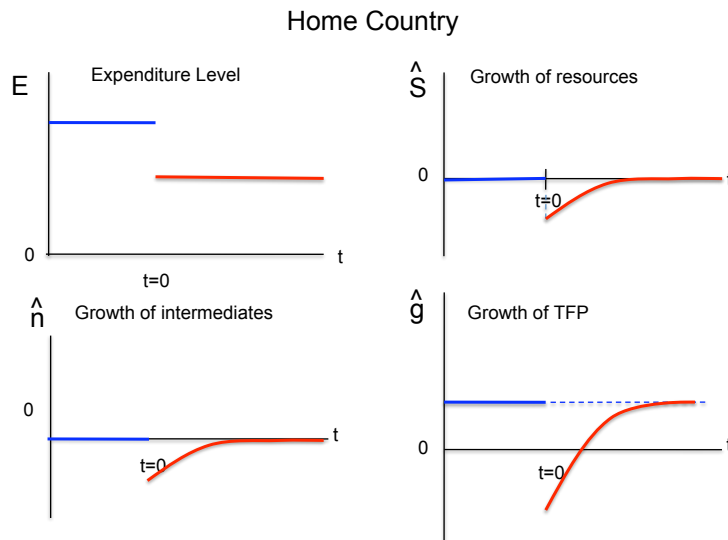 Home Country
E
Expenditure Level
0
t
t=0
^
S
Growth of resources
0
t=0
^
n
Growth of intermediates
0
t
t=0
^
g
Growth of TFP
0
t
t=0